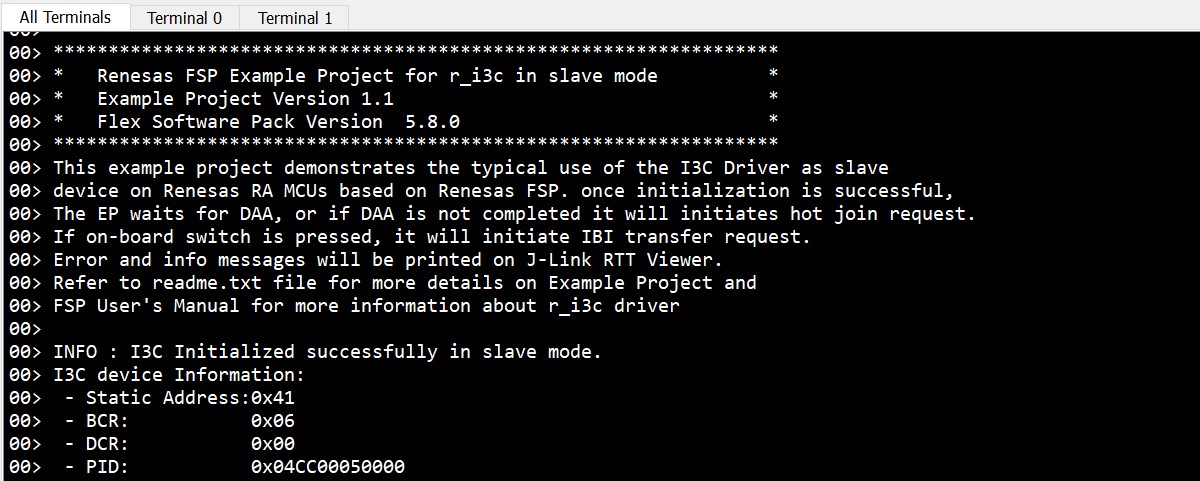 All Terminals Terminal 0 Terminal 1
00>
00> ******************************************************************
00> *   Renesas FSP Example Project for r_i3c in slave mode          *
00> *   Example Project Version 1.1                                  *
00> *   Flex Software Pack Version  5.8.0                            *
00> ******************************************************************
00> This example project demonstrates the typical use of the I3C Driver as slave
00> device on Renesas RA MCUs based on Renesas FSP. once initialization is successful,
00> The EP waits for DAA, or if DAA is not completed it will initiates hot join request.
00> If on-board switch is pressed, it will initiate IBI transfer request.
00> Error and info messages will be printed on J-Link RTT Viewer.
00> Refer to readme.txt file for more details on Example Project and
00> FSP User's Manual for more information about r_i3c driver
00>
00> INFO : I3C Initialized successfully in slave mode.
00> I3C device Information:
00>  - Static Address:0x41
00>  - BCR:           0x06
00>  - DCR:           0x00
00>  - PID:           0x04CC00050000